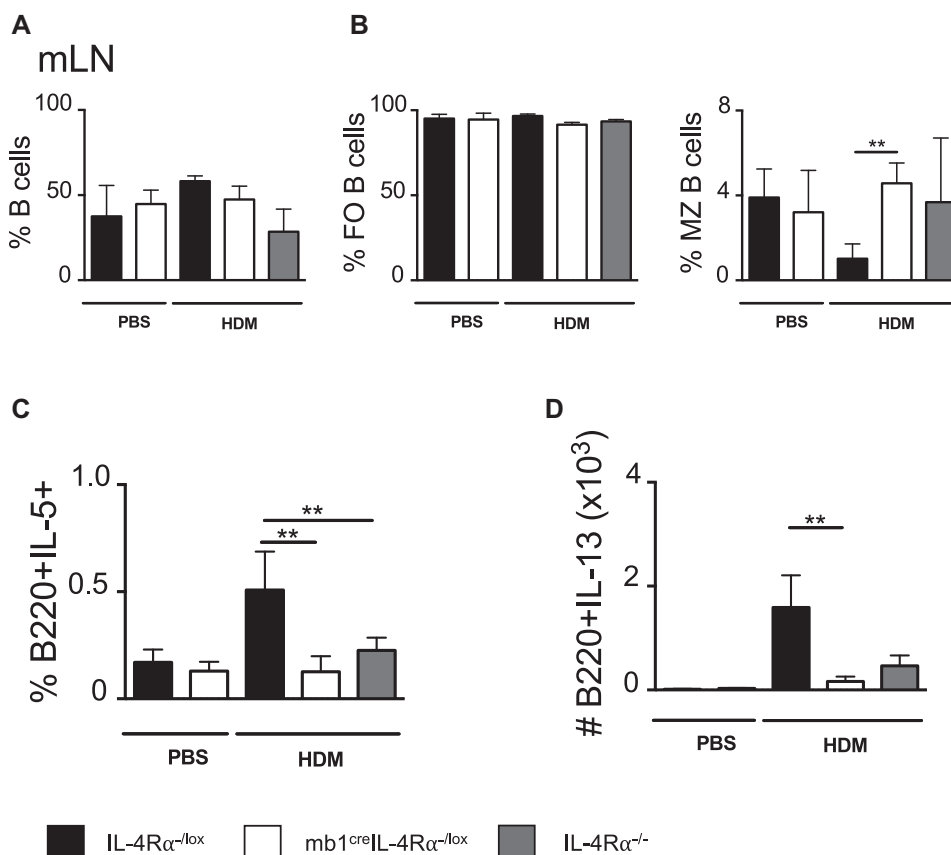 A
mLN
% B cells
100
50
0
PBS
HDM
B
% FO B cells
100
50
0
PBS
HDM
% MZ B cells
8
4
0
**
PBS
HDM
C
% B220+IL-5+
1.0
0.5
0
**
**
PBS
HDM
D
# B220+IL-13 (x10³)
4
2
0
**
PBS
HDM
IL-4Rα⁻/ˡᵒˣ
mb1ᶜʳᵉIL-4Rα⁻/ˡᵒˣ
IL-4Rα⁻/⁻